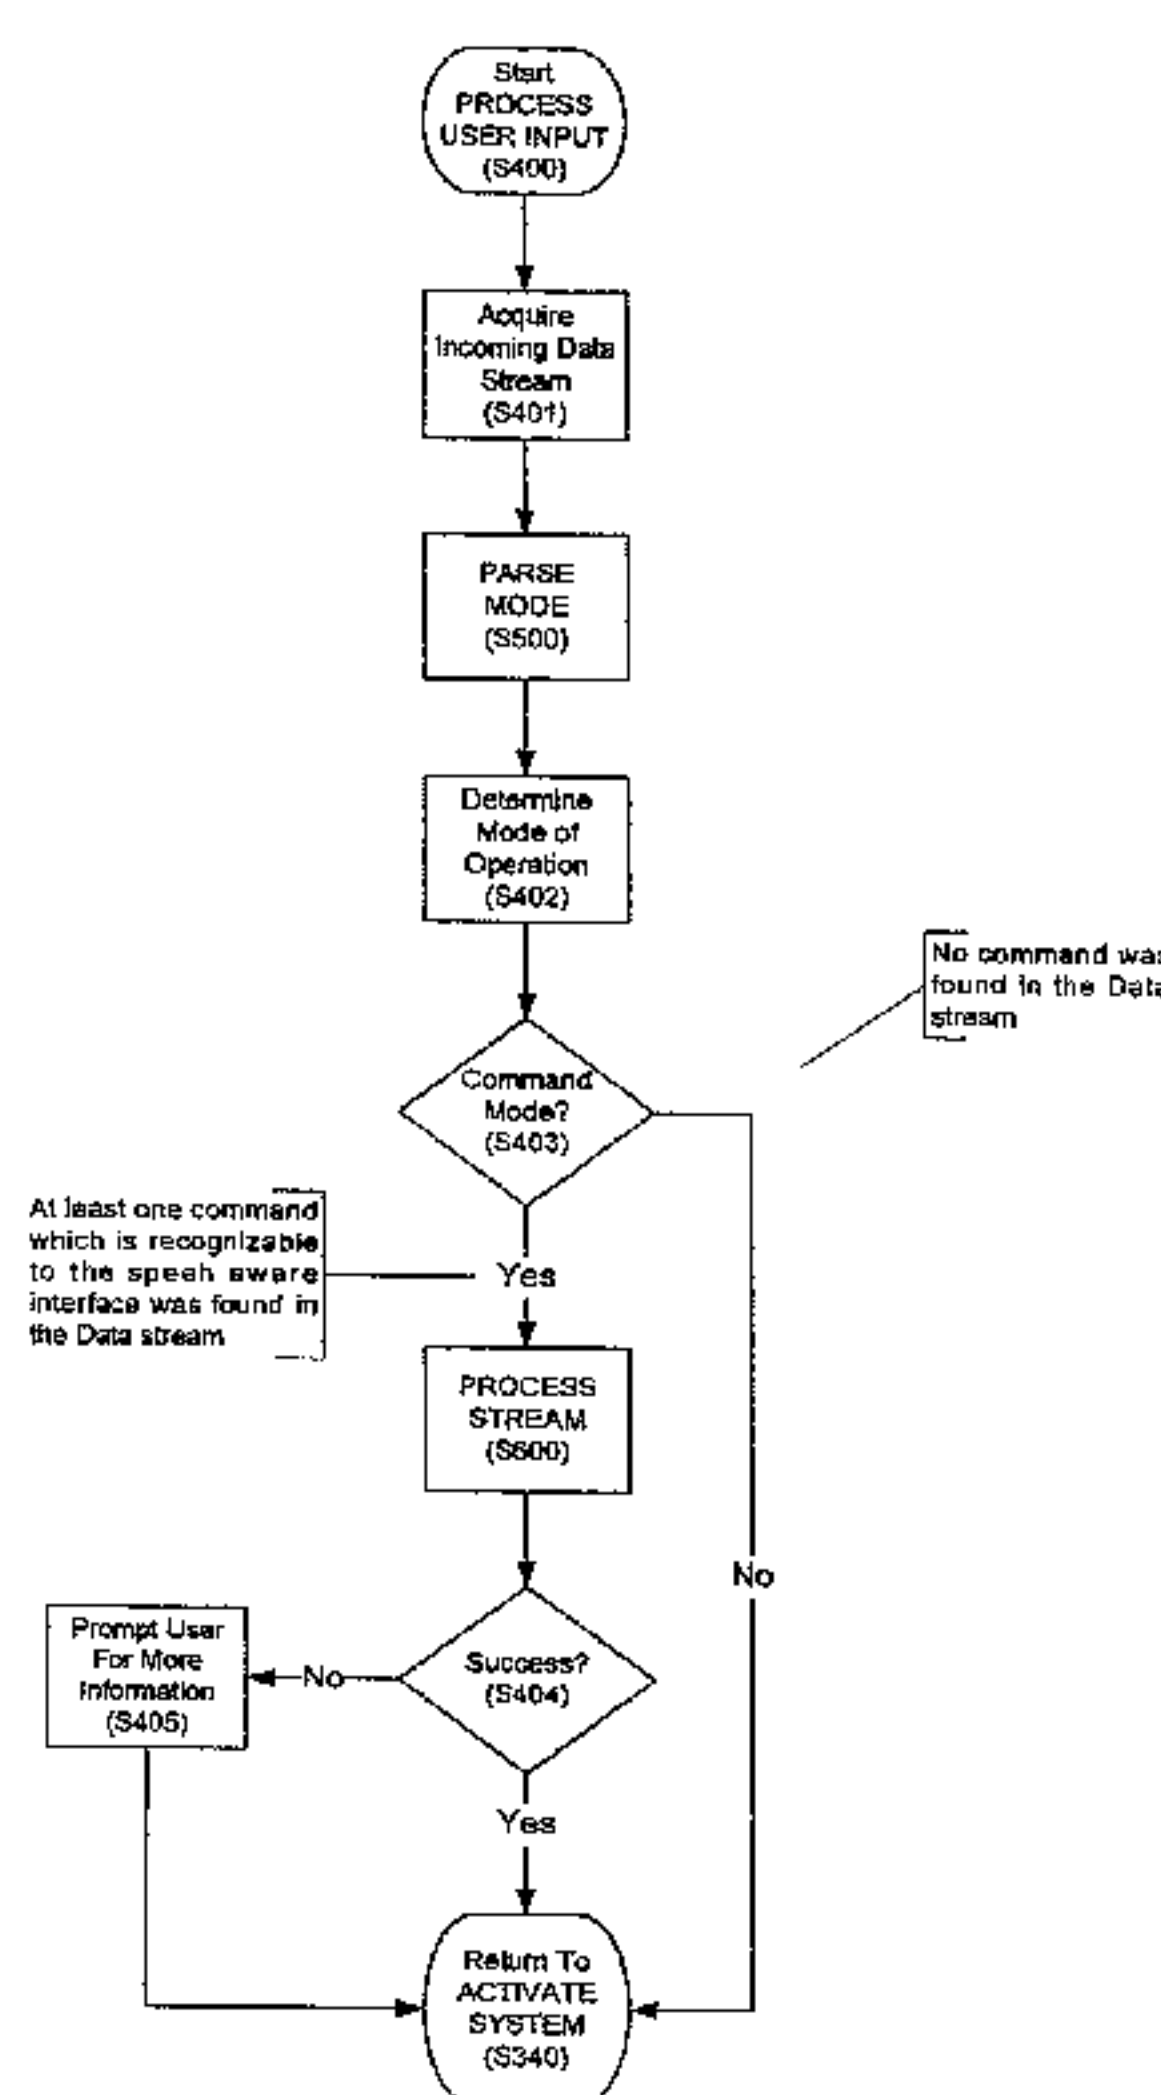 Start
PROCESS
USER INPUT
(S400)
Acquire
Incoming Data
Stream
(S401)
PARSE
MODE
(S500)
Determine
Mode of
Operation
(S402)
No command was
found in the Data
stream
Command
Mode?
(S403)
At least one command
which is recognizable
to the speeh aware
interface was found in
the Data stream
Yes
PROCESS
STREAM
(S600)
No
Prompt User
For More
Information
(S405)
No
Success?
(S404)
Yes
Return To
ACTIVATE
SYSTEM
(S340)